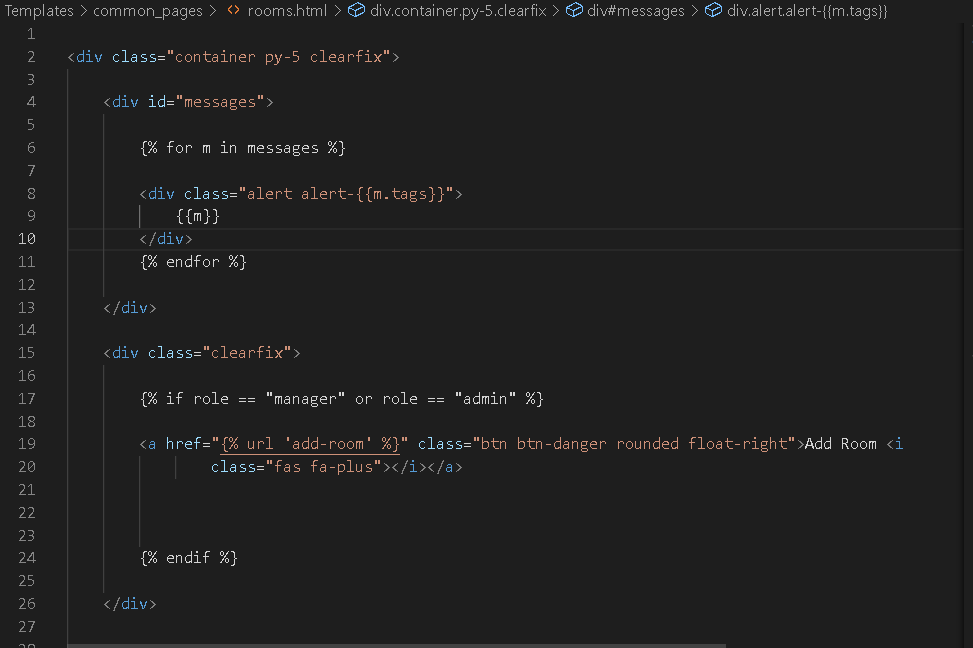 Templates > common_pages > <> rooms.html > div.container.py-5.clearfix > div#messages > div.alert.alert-{{m.tags}}
1
2 <div class="container py-5 clearfix">
3
4 <div id="messages">
5
6 {% for m in messages %}
7
8 <div class="alert alert-{{m.tags}}">
9 {{m}}
10 </div>
11 {% endfor %}
12
13 </div>
14
15 <div class="clearfix">
16
17 {% if role == "manager" or role == "admin" %}
18
19 <a href="{% url 'add-room' %}" class="btn btn-danger rounded float-right">Add Room <i
20 class="fas fa-plus"></i></a>
21
22
23
24 {% endif %}
25
26 </div>
27